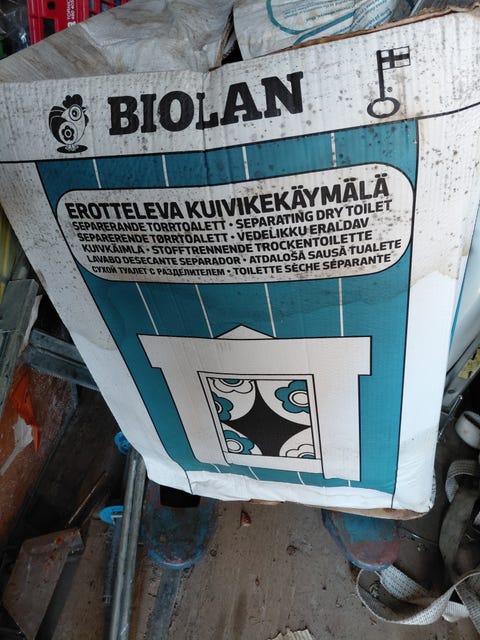 BIOLAN
EROTTELEVA KUIVIKEKÄYMÄLÄ
SEPARERANDE TORRTOALETT • SEPARATING DRY TOILET
SEPARERENDE TØRRTOALETT • VEDELIKKU ERALDAV
KUIVKÄIMLA • STOFFTRENNENDE TROCKENTOILETTE
LAVABO DESECANTE SEPARADOR • ATDALOŠĀ SAUSĀ TUALETE
СУХОЙ ТУАЛЕТ С РАЗДЕЛИТЕЛЕМ • TOILETTE SÈCHE SÉPARANTE